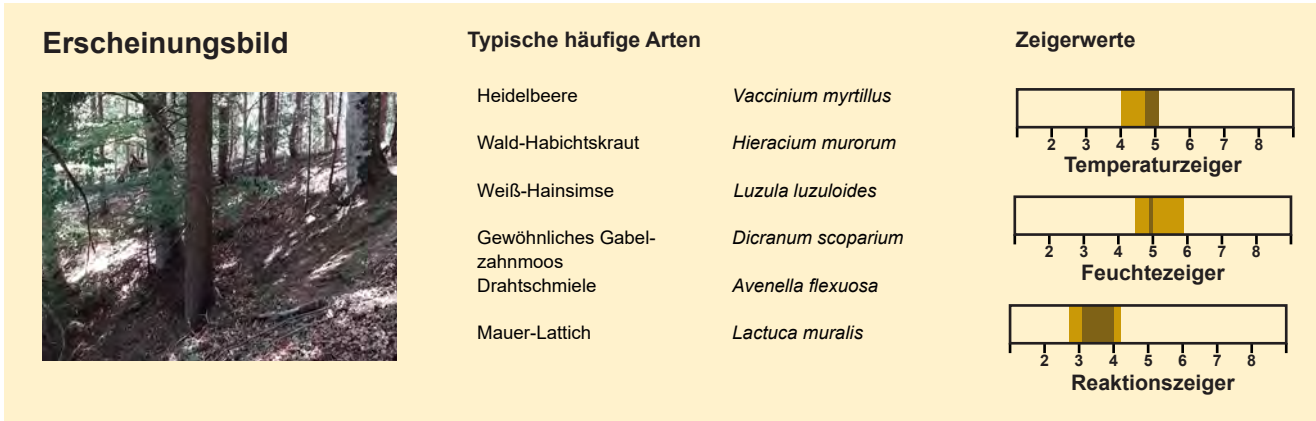 Erscheinungsbild
Typische häufige Arten
Heidelbeere Vaccinium myrtillus
Wald-Habichtskraut Hieracium murorum
Weiß-Hainsimse Luzula luzuloides
Gewöhnliches Gabel- Dicranum scoparium
zahnmoos
Drahtschmiele Avenella flexuosa
Mauer-Lattich Lactuca muralis
Zeigerwerte
2 3 4 5 6 7 8
Temperaturzeiger
2 3 4 5 6 7 8
Feuchtezeiger
2 3 4 5 6 7 8
Reaktionszeiger